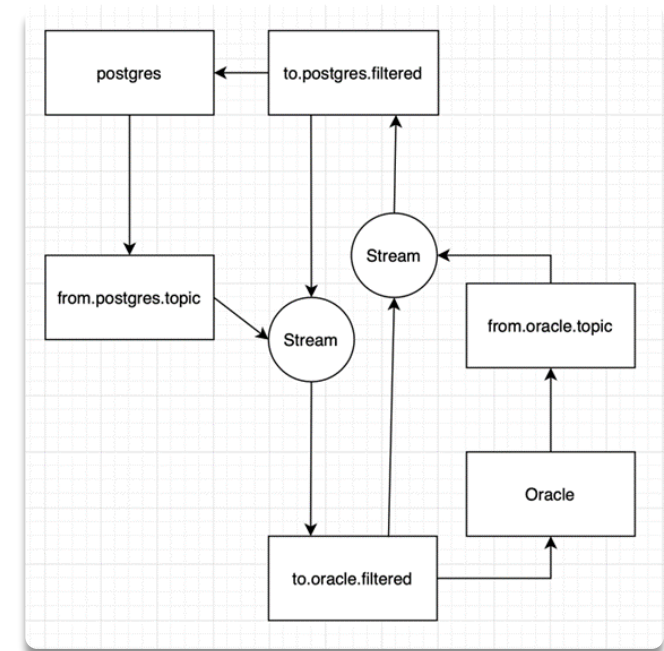 postgres
to.postgres.filtered
Stream
from.postgres.topic
from.oracle.topic
Stream
Oracle
to.oracle.filtered